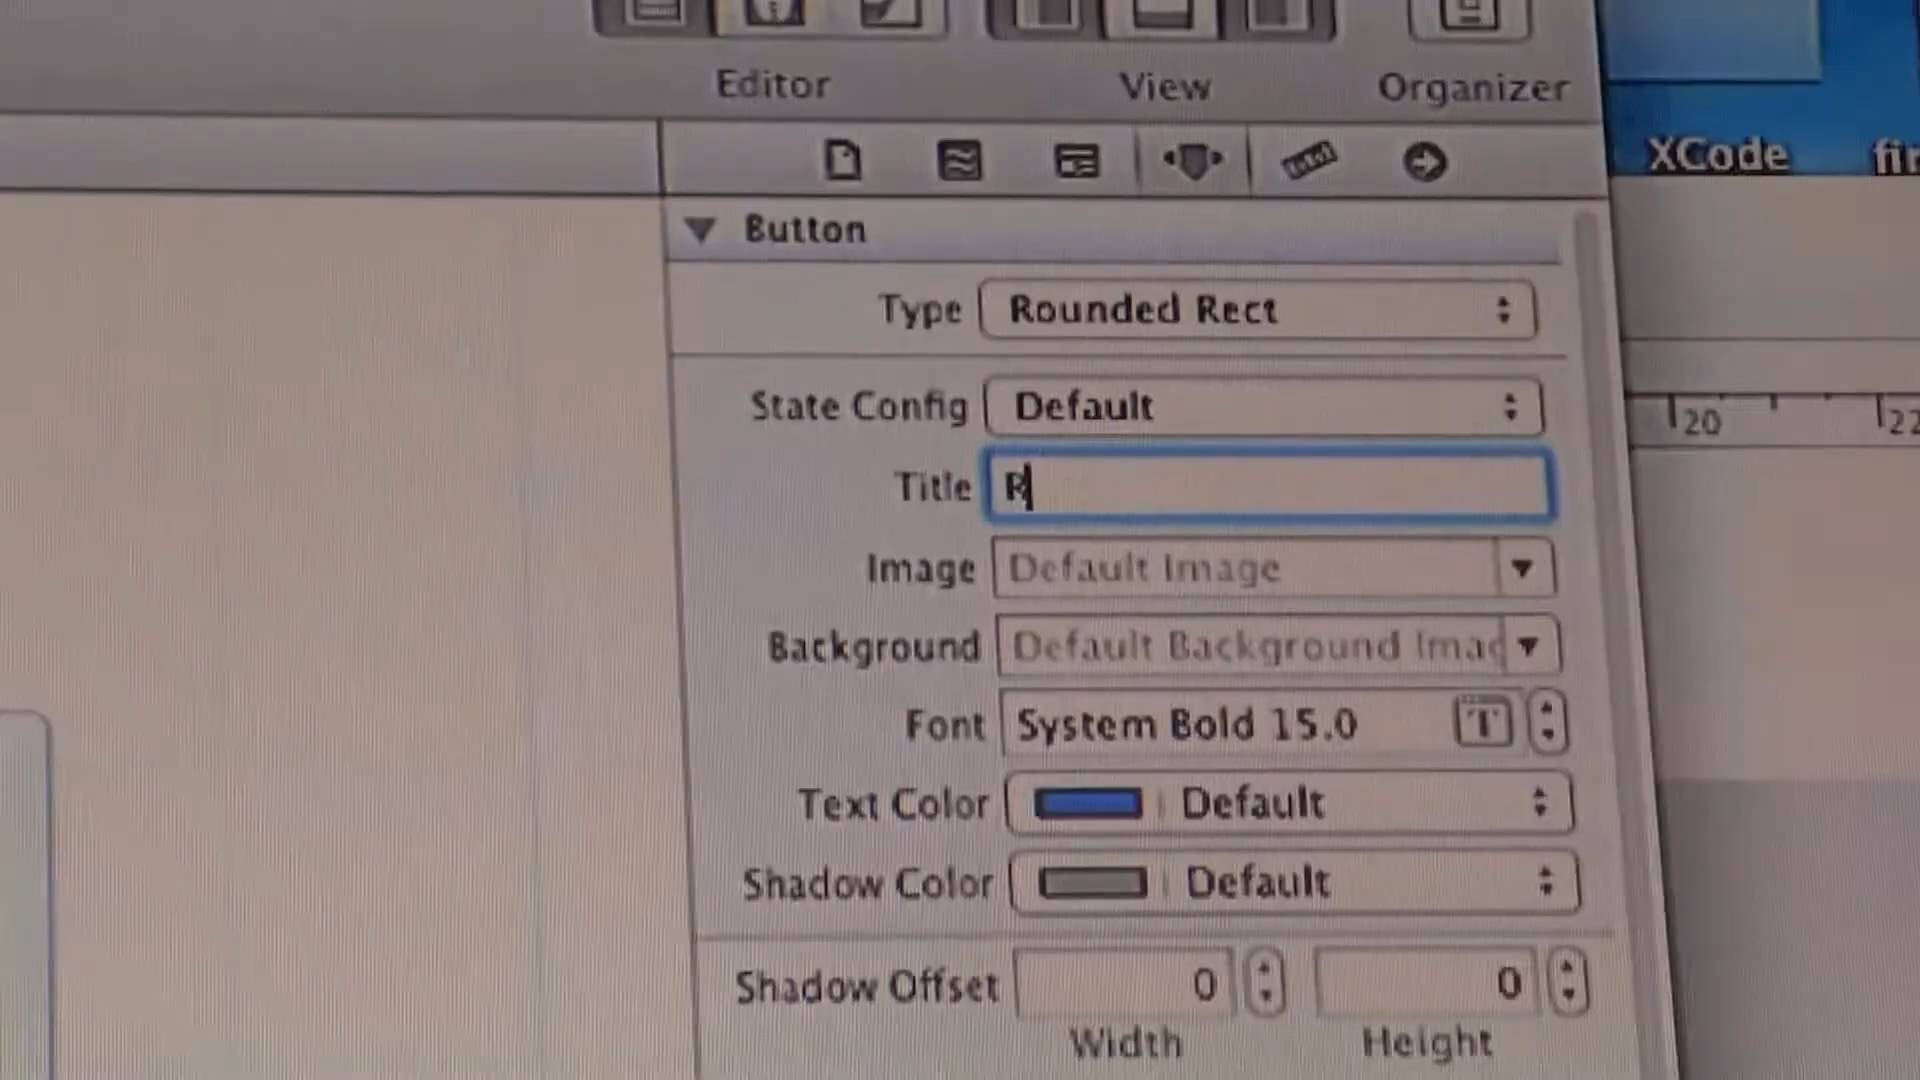 Editor View Organizer
XCode
Button
Type Rounded Rect
State Config Default
20 22
Title R
Image Default Image
Background Default Background Imag
Font System Bold 15.0
Text Color Default
Shadow Color Default
Shadow Offset 0 0
Width Height